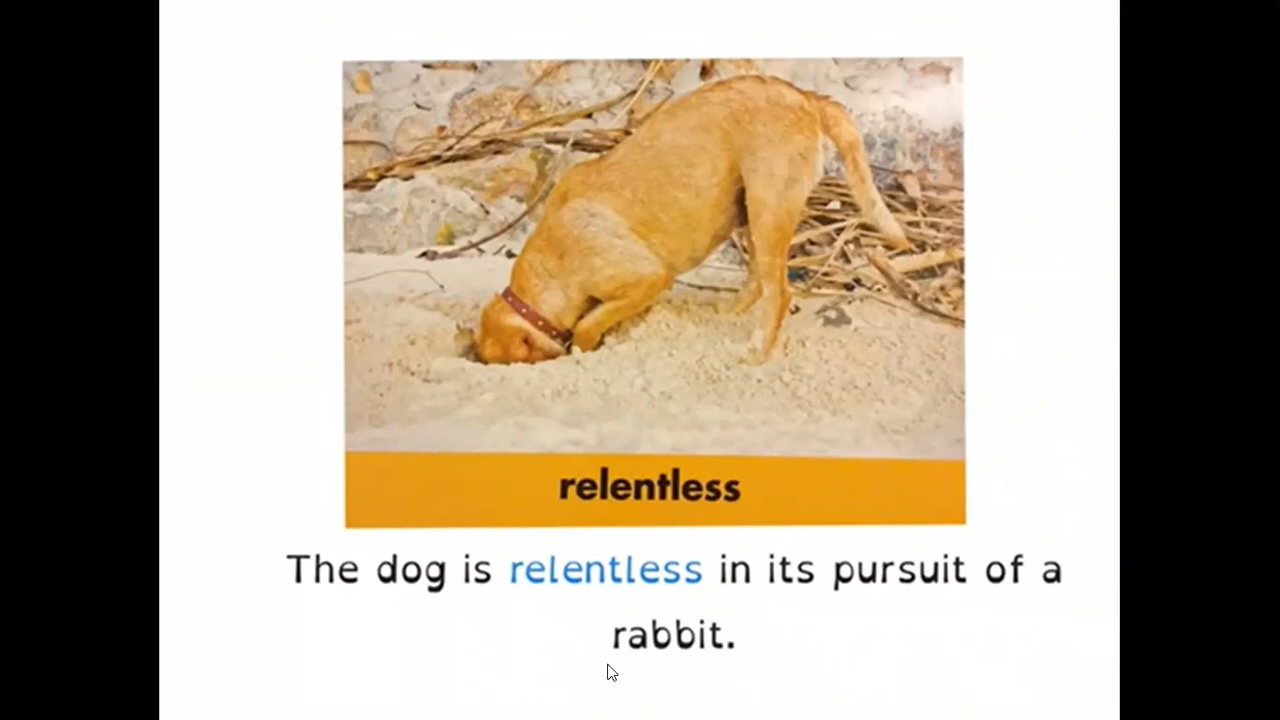 relentless
The dog is relentless in its pursuit of a
rabbit.